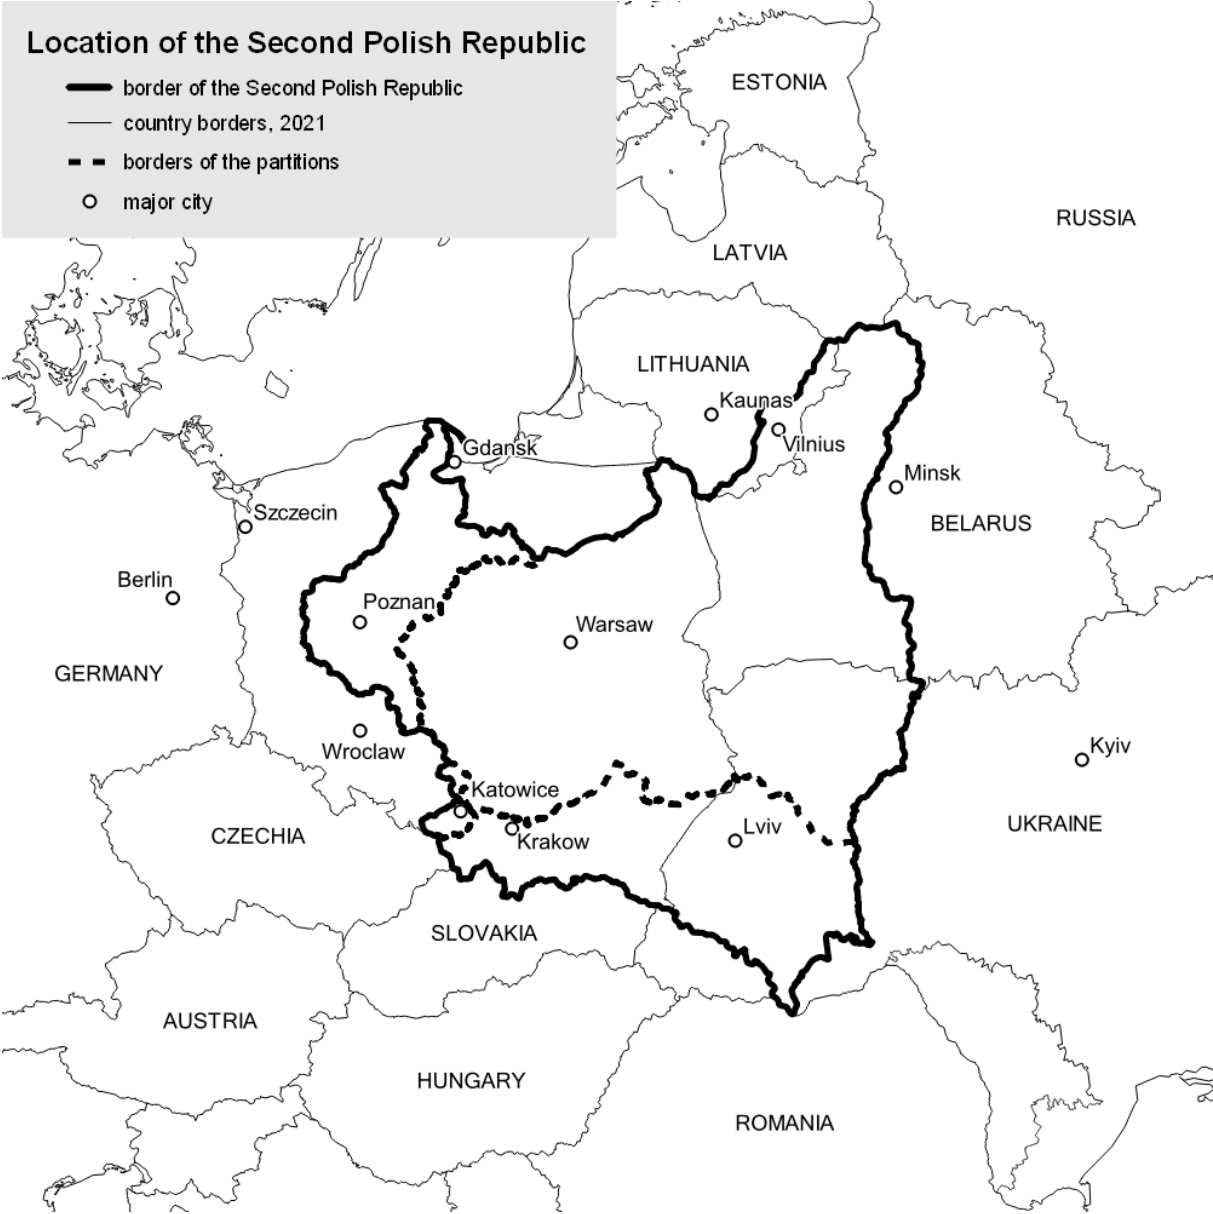 Location of the Second Polish Republic
border of the Second Polish Republic
country borders, 2021
borders of the partitions
major city
ESTONIA
RUSSIA
LATVIA
LITHUANIA
Kaunas
Vilnius
Gdansk
Minsk
Szczecin
BELARUS
Berlin
Poznan
Warsaw
GERMANY
Wroclaw
Kyiv
Katowice
UKRAINE
CZECHIA
Lviv
Krakow
SLOVAKIA
AUSTRIA
HUNGARY
ROMANIA